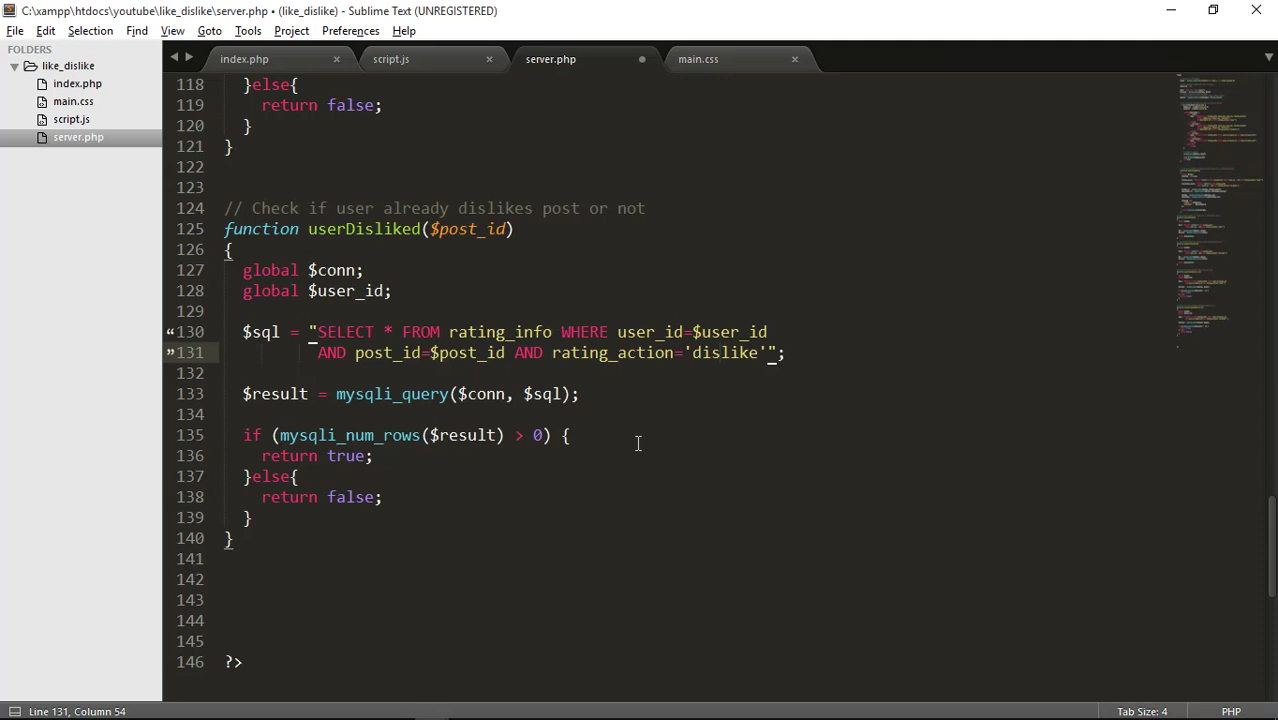 C:\xampp\htdocs\youtube\like_dislike\server.php • (like_dislike) - Sublime Text (UNREGISTERED)
File Edit Selection Find View Goto Tools Project Preferences Help
FOLDERS
like_dislike
index.php
main.css
script.js
server.php
index.php script.js server.php main.css
118 }else{
119 return false;
120 }
121 }
122
123
124 // Check if user already dislikes post or not
125 function userDisliked($post_id)
126 {
127 global $conn;
128 global $user_id;
129
130 $sql = "SELECT * FROM rating_info WHERE user_id=$user_id
131 AND post_id=$post_id AND rating_action='dislike'";
132
133 $result = mysqli_query($conn, $sql);
134
135 if (mysqli_num_rows($result) > 0) {
136 return true;
137 }else{
138 return false;
139 }
140 }
141
142
143
144
145
146 ?>
Line 131, Column 54 Tab Size: 4 PHP